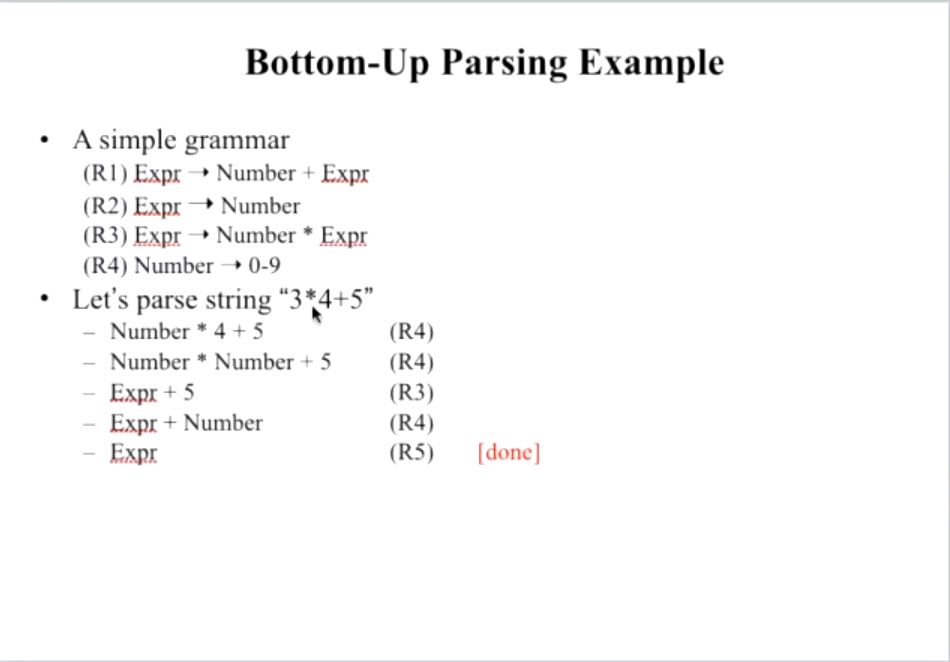 Bottom-Up Parsing Example
• A simple grammar
(R1) Expr → Number + Expr
(R2) Expr → Number
(R3) Expr → Number * Expr
(R4) Number → 0-9
• Let’s parse string “3*4+5”
– Number * 4 + 5 (R4)
– Number * Number + 5 (R4)
– Expr + 5 (R3)
– Expr + Number (R4)
– Expr (R5) [done]